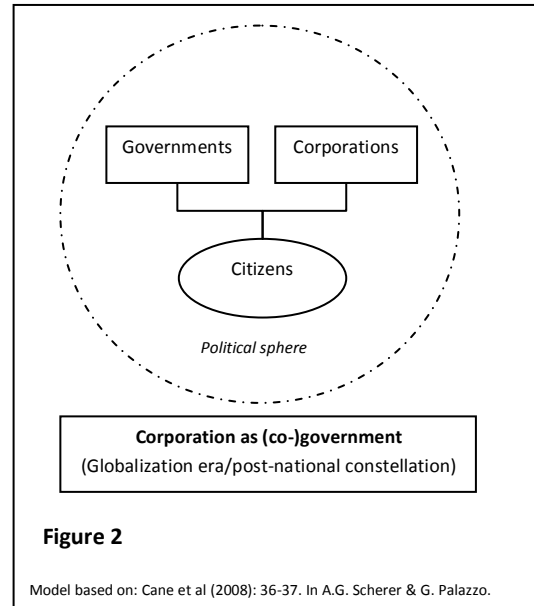 Governments
Corporations
Citizens
Political sphere
Corporation as (co-)government
(Globalization era/post-national constellation)
Figure 2
Model based on: Cane et al (2008): 36-37. In A.G. Scherer & G. Palazzo.